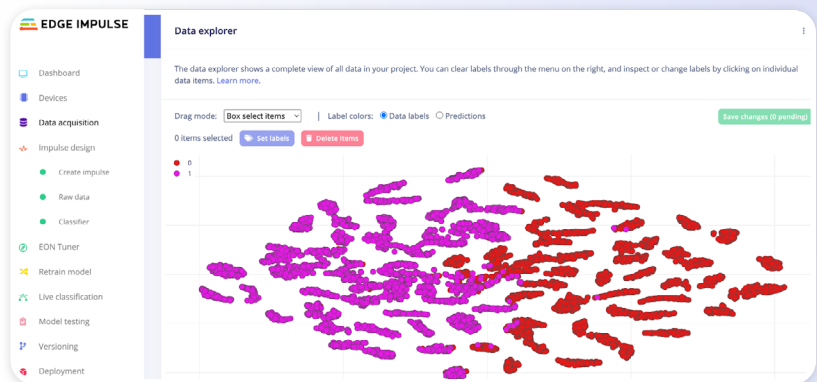 EDGE IMPULSE
Dashboard
Devices
Data acquisition
Impulse design
Create impulse
Raw data
Classifier
EON Tuner
Retrain model
Live classification
Model testing
Versioning
Deployment
Data explorer
The data explorer shows a complete view of all data in your project. You can clear labels through the menu on the right, and inspect or change labels by clicking on individual
data items. Learn more.
Drag mode: Box select items | Label colors: Data labels Predictions Save changes (0 pending)
0 items selected Set labels Delete items
0
1